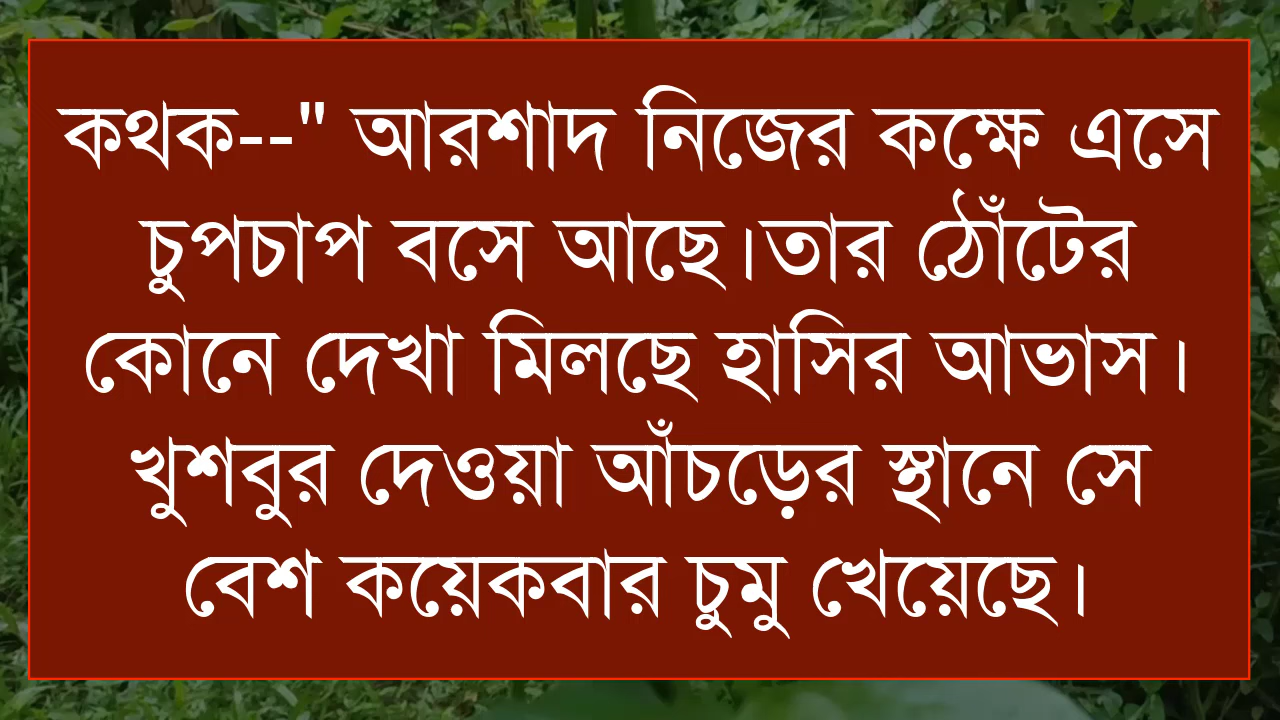 কথক--" আরশাদ নিজের কক্ষে এসে
চুপচাপ বসে আছে।তার ঠোঁটের
কোনে দেখা মিলছে হাসির আভাস।
খুশবুর দেওয়া আঁচড়ের স্থানে সে
বেশ কয়েকবার চুমু খেয়েছে।